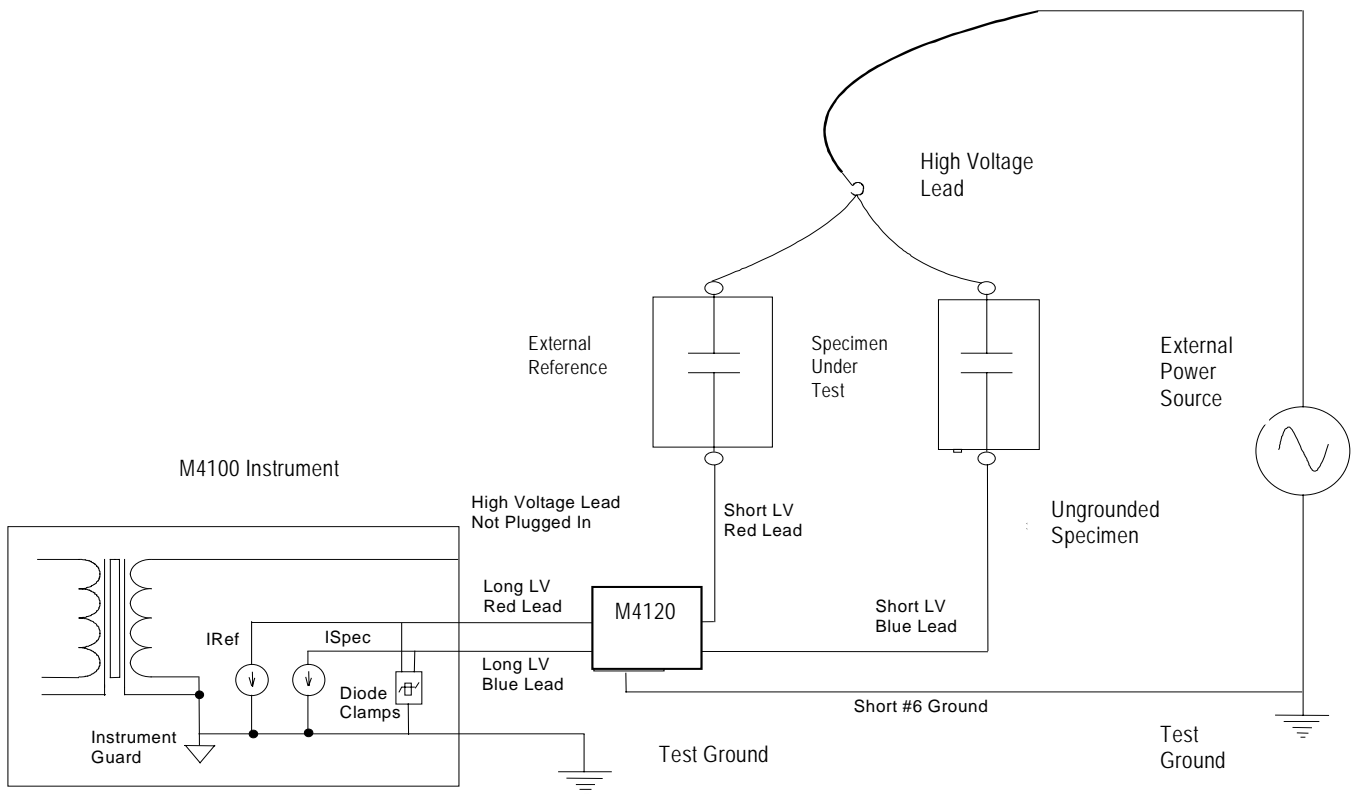 High Voltage
Lead
External
Reference
Specimen
Under
Test
External
Power
Source
M4100 Instrument
High Voltage Lead
Not Plugged In
Short LV
Red Lead
Ungrounded
Specimen
Long LV
Red Lead
M4120
Short LV
Blue Lead
IRef
ISpec
Long LV
Blue Lead
Diode
Clamps
Short #6 Ground
Instrument
Guard
Test Ground
Test
Ground